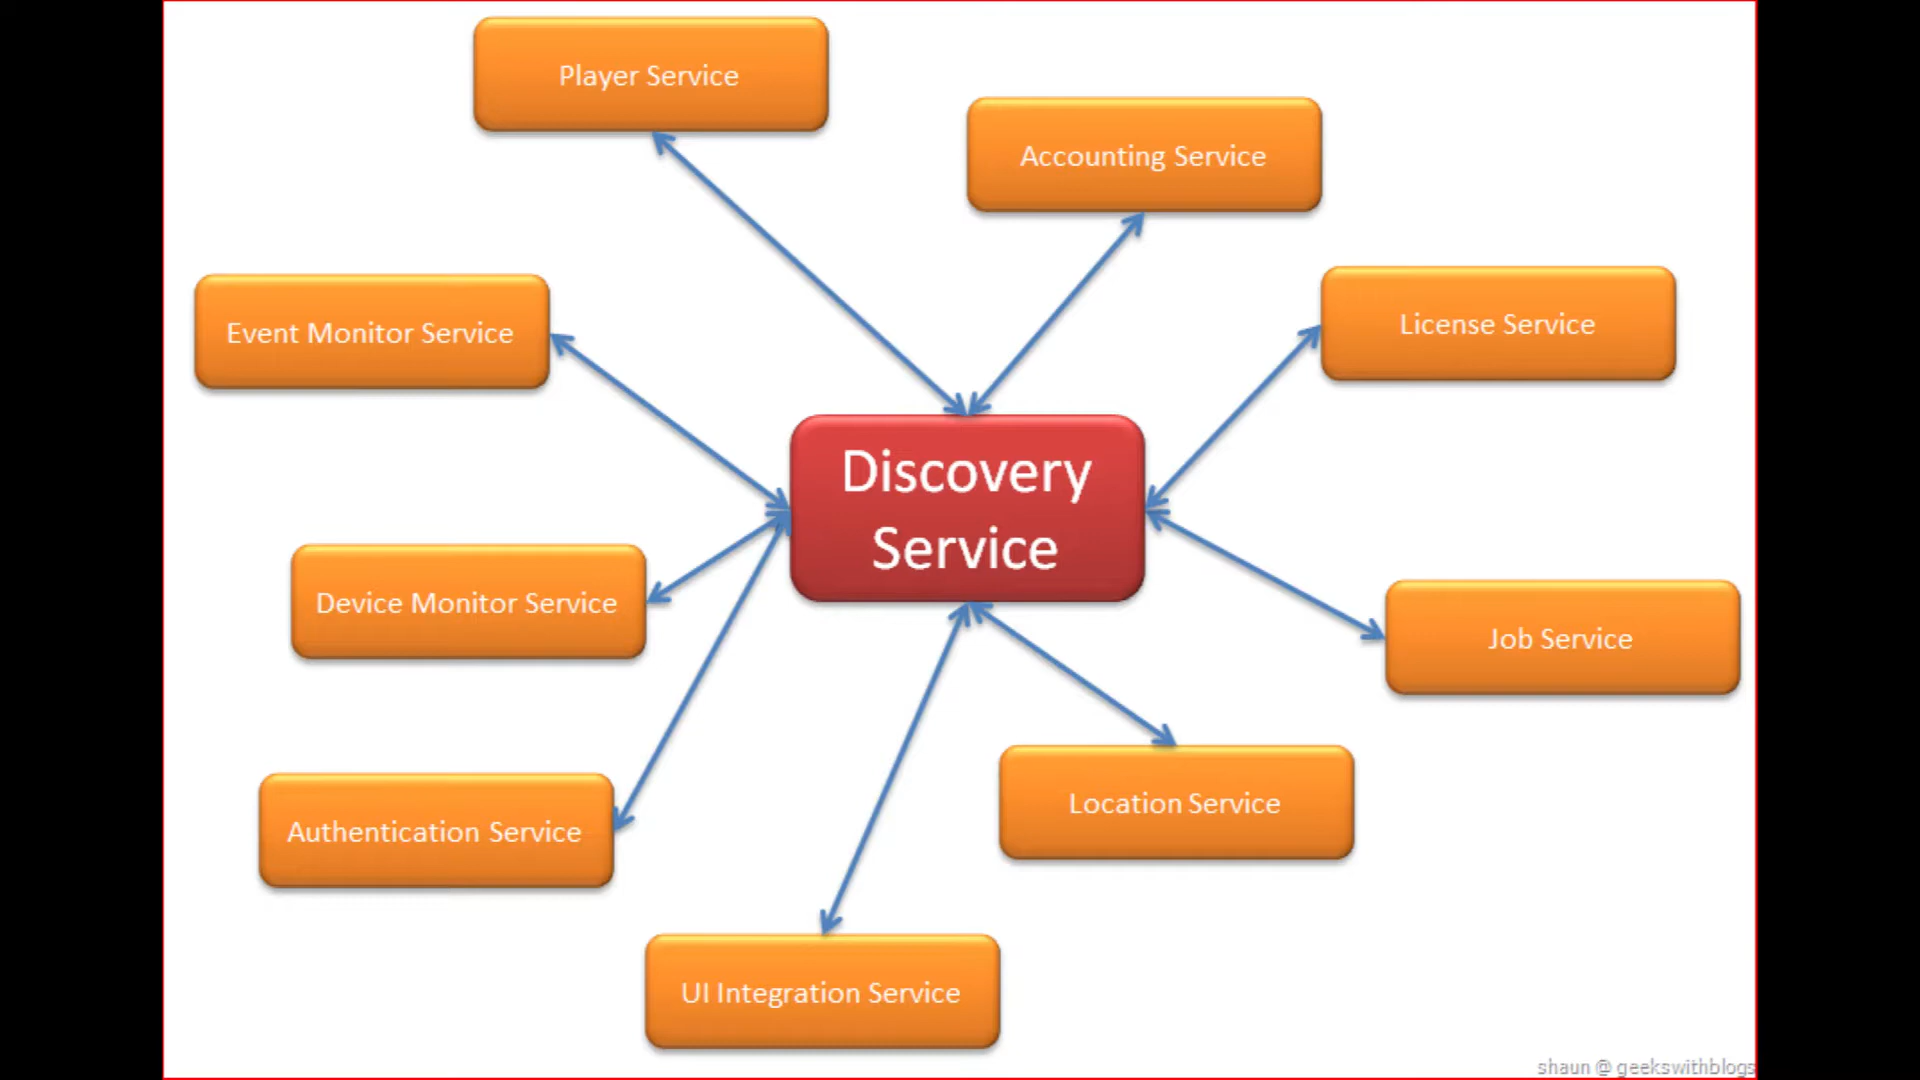 Player Service
Accounting Service
License Service
Event Monitor Service
Discovery
Service
Device Monitor Service
Job Service
Location Service
Authentication Service
UI Integration Service
shaun @ geekswithblogs